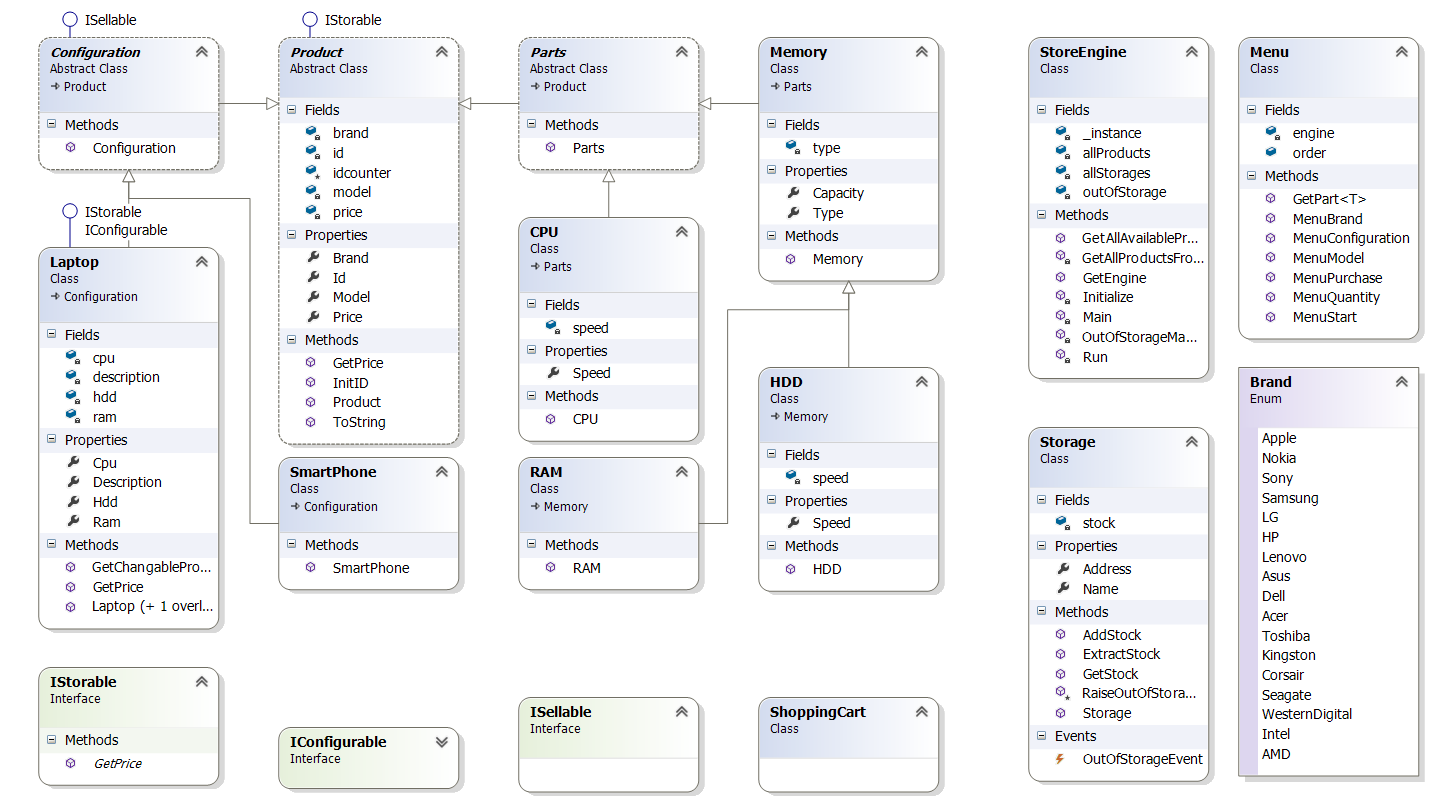 ISellable
Configuration
Abstract Class
Product
Methods
Configuration
IStorable
Product
Abstract Class
Fields
brand
id
idcounter
model
price
Properties
Brand
Id
Model
Price
Methods
GetPrice
InitID
Product
ToString
Parts
Abstract Class
Product
Methods
Parts
Memory
Class
Parts
Fields
type
Properties
Capacity
Type
Methods
Memory
StoreEngine
Class
Fields
_instance
allProducts
allStorages
outOfStorage
Methods
GetAllAvailablePr...
GetAllProductsFro...
GetEngine
Initialize
Main
OutOfStorageMa...
Run
Menu
Class
Fields
engine
order
Methods
GetPart<T>
MenuBrand
MenuConfiguration
MenuModel
MenuPurchase
MenuQuantity
MenuStart
IStorable
IConfigurable
Laptop
Class
Configuration
Fields
cpu
description
hdd
ram
Properties
Cpu
Description
Hdd
Ram
Methods
GetChangablePro...
GetPrice
Laptop (+ 1 overl...
CPU
Class
Parts
Fields
speed
Properties
Speed
Methods
CPU
HDD
Class
Memory
Fields
speed
Properties
Speed
Methods
HDD
Brand
Enum
Apple
Nokia
Sony
Samsung
LG
HP
Lenovo
Asus
Dell
Acer
Toshiba
Kingston
Corsair
Seagate
WesternDigital
Intel
AMD
SmartPhone
Class
Configuration
Methods
SmartPhone
RAM
Class
Memory
Methods
RAM
Storage
Class
Fields
stock
Properties
Address
Name
Methods
AddStock
ExtractStock
GetStock
RaiseOutOfStora...
Storage
Events
OutOfStorageEvent
IStorable
Interface
Methods
GetPrice
IConfigurable
Interface
ISellable
Interface
ShoppingCart
Class